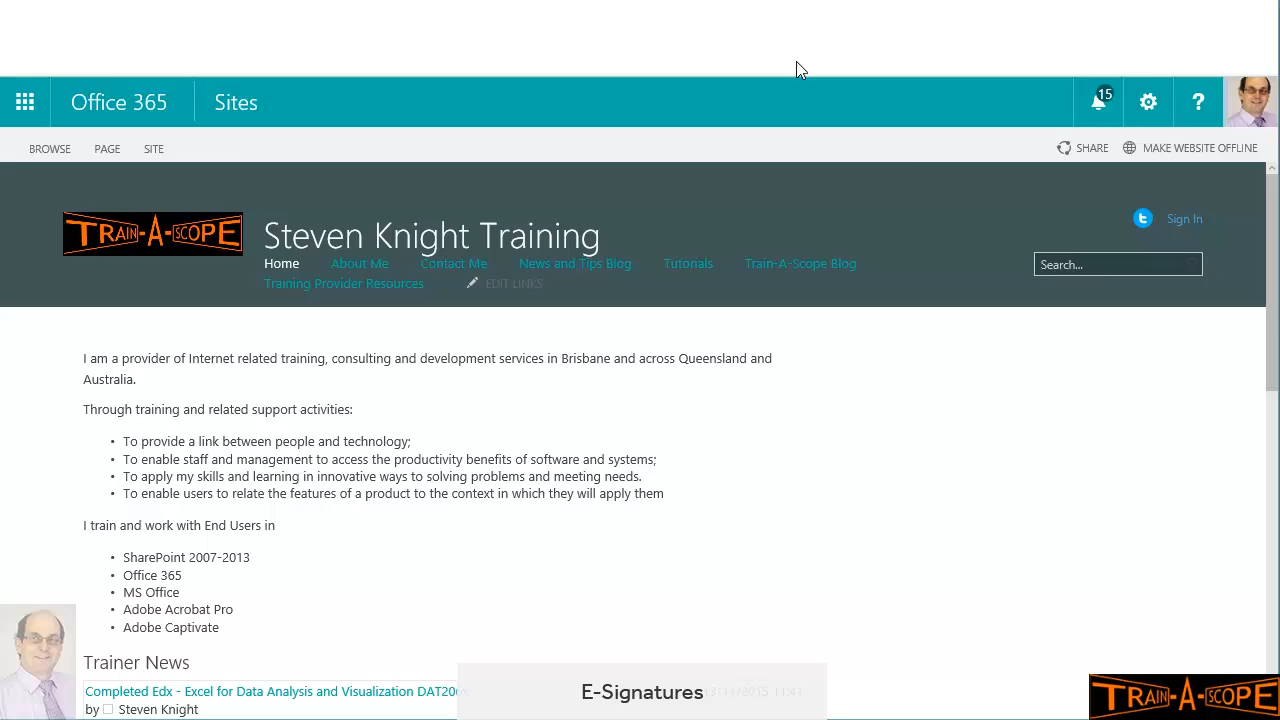 15
Office 365 Sites ?
BROWSE PAGE SITE SHARE MAKE WEBSITE OFFLINE
TRAIN-A-SCOPE
Steven Knight Training
Sign In
Home About Me Contact Me News and Tips Blog Tutorials Train-A-Scope Blog
Search...
Training Provider Resources EDIT LINKS
I am a provider of Internet related training, consulting and development services in Brisbane and across Queensland and
Australia.
Through training and related support activities:
• To provide a link between people and technology;
• To enable staff and management to access the productivity benefits of software and systems;
• To apply my skills and learning in innovative ways to solving problems and meeting needs.
• To enable users to relate the features of a product to the context in which they will apply them
I train and work with End Users in
• SharePoint 2007-2013
• Office 365
• MS Office
• Adobe Acrobat Pro
• Adobe Captivate
Trainer News
Completed Edx - Excel for Data Analysis and Visualization
by Steven Knight
E-Signatures
TRAIN-A-SCOPE